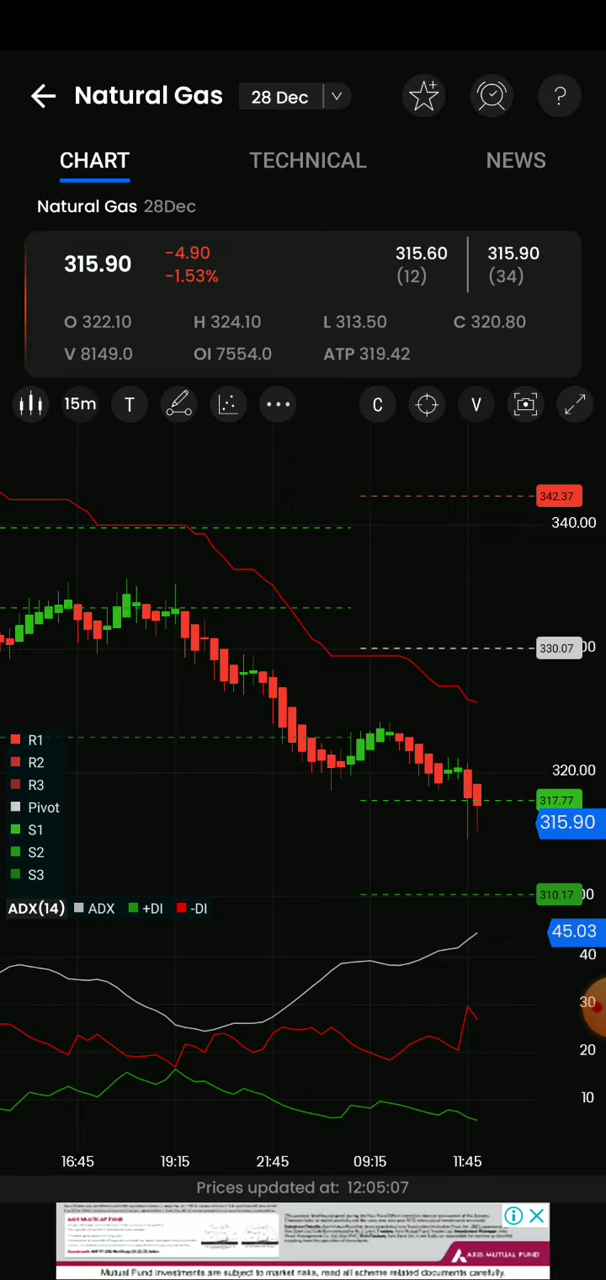 Natural Gas 28 Dec ?
CHART TECHNICAL NEWS
Natural Gas 28Dec
315.90 -4.90 315.60 315.90
-1.53% (12) (34)
O 322.10 H 324.10 L 313.50 C 320.80
V 8149.0 OI 7554.0 ATP 319.42
15m T C V
342.37
340.00
330.07
R1
R2
R3
Pivot
S1
S2
S3
320.00
317.77
315.90
310.17
ADX(14) ADX +DI -DI
45.03
40
30
20
10
16:45 19:15 21:45 09:15 11:45
Prices updated at: 12:05:07
AXIS MUTUAL FUND
Mutual Fund investments are subject to market risks, read all scheme related documents carefully.